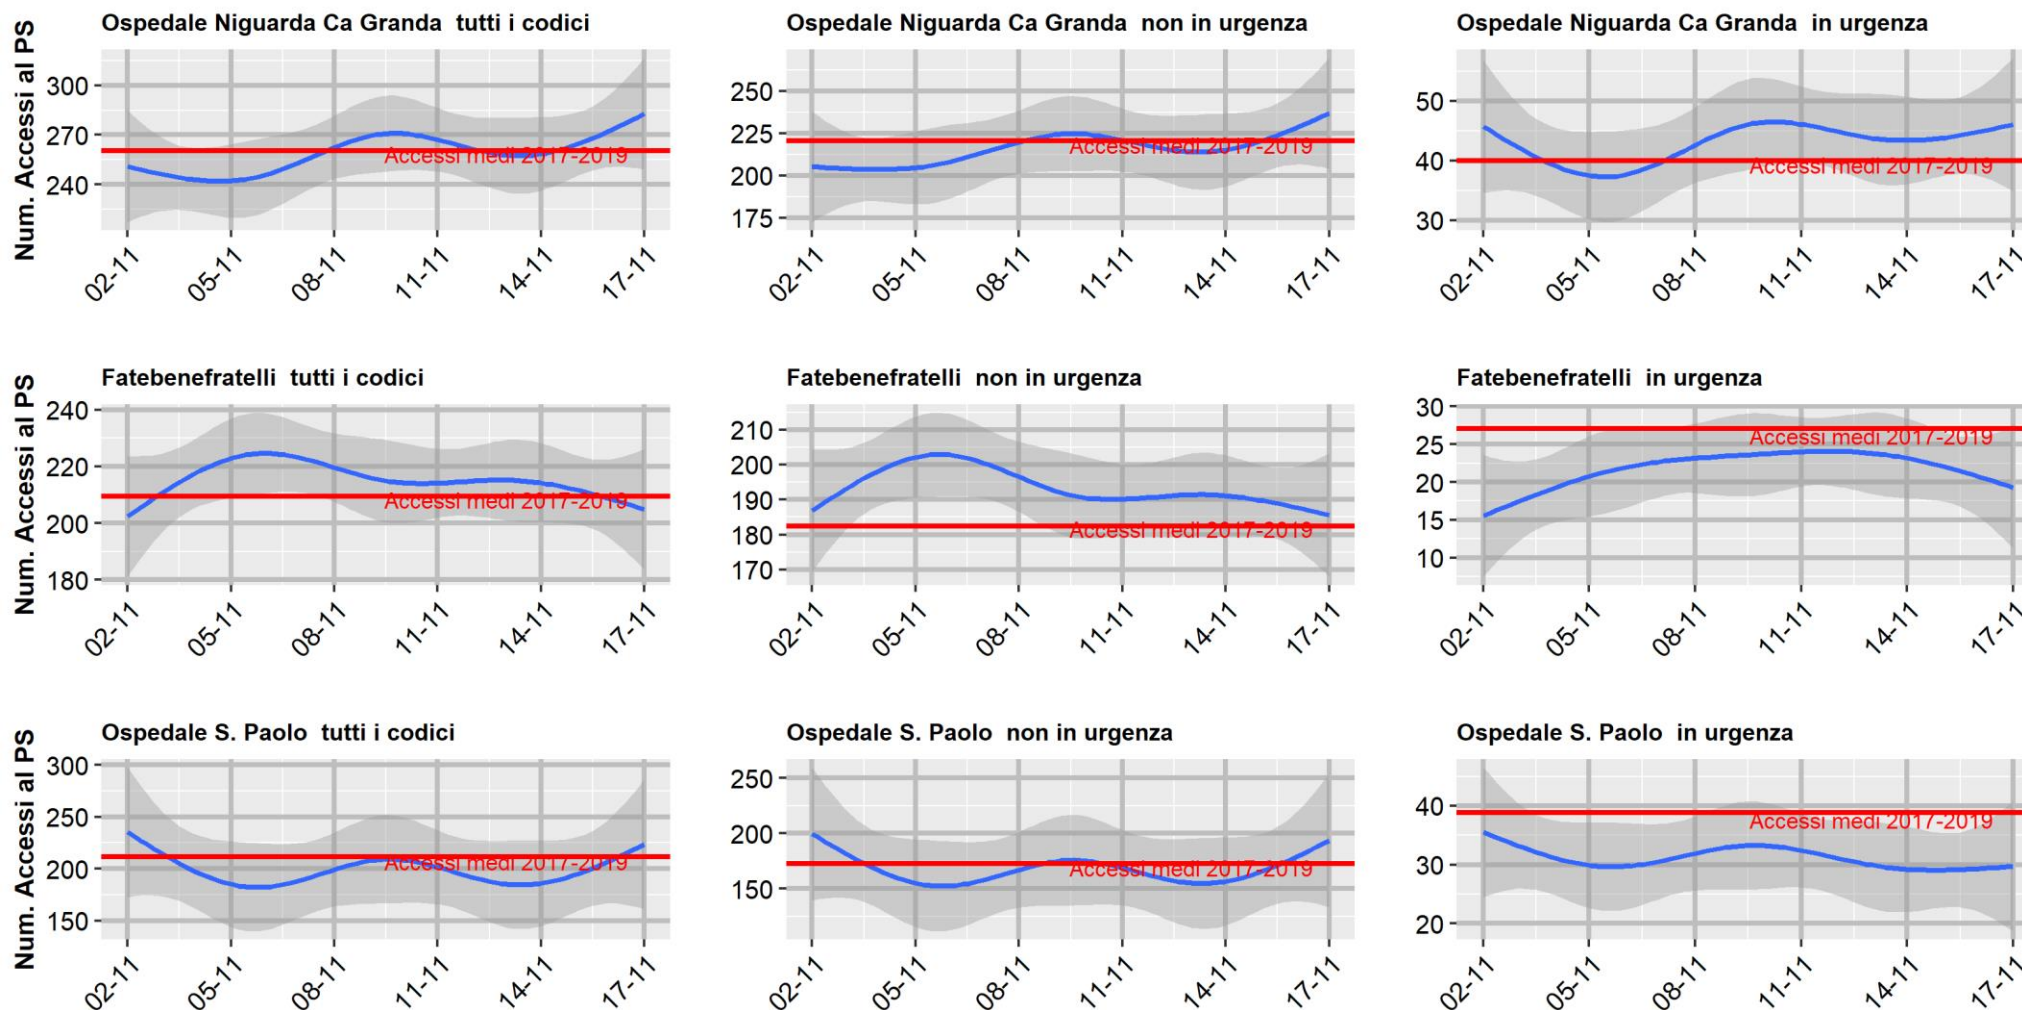 Ospedale Niguarda Ca Granda  tutti i codici
Num. Accessi al PS
300
270
240
Accessi medi 2017-2019
02-11 05-11 08-11 11-11 14-11 17-11
Ospedale Niguarda Ca Granda  non in urgenza
250
225
200
175
Accessi medi 2017-2019
02-11 05-11 08-11 11-11 14-11 17-11
Ospedale Niguarda Ca Granda  in urgenza
50
40
30
Accessi medi 2017-2019
02-11 05-11 08-11 11-11 14-11 17-11
Fatebenefratelli  tutti i codici
Num. Accessi al PS
240
220
200
180
Accessi medi 2017-2019
02-11 05-11 08-11 11-11 14-11 17-11
Fatebenefratelli  non in urgenza
210
200
190
180
170
Accessi medi 2017-2019
02-11 05-11 08-11 11-11 14-11 17-11
Fatebenefratelli  in urgenza
30
25
20
15
10
Accessi medi 2017-2019
02-11 05-11 08-11 11-11 14-11 17-11
Ospedale S. Paolo  tutti i codici
Num. Accessi al PS
300
250
200
150
Accessi medi 2017-2019
02-11 05-11 08-11 11-11 14-11 17-11
Ospedale S. Paolo  non in urgenza
250
200
150
Accessi medi 2017-2019
02-11 05-11 08-11 11-11 14-11 17-11
Ospedale S. Paolo  in urgenza
40
30
20
Accessi medi 2017-2019
02-11 05-11 08-11 11-11 14-11 17-11